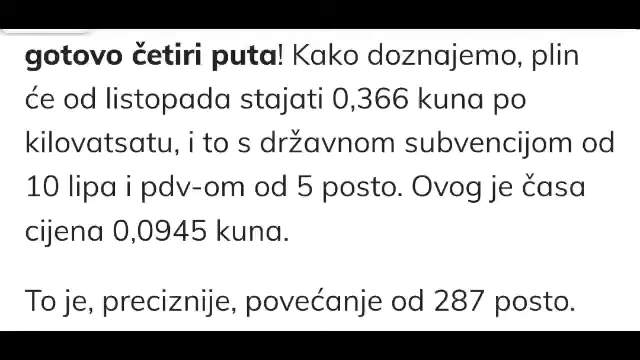 gotovo četiri puta! Kako doznajemo, plin
će od listopada stajati 0,366 kuna po
kilovatsatu, i to s državnom subvencijom od
10 lipa i pdv-om od 5 posto. Ovog je časa
cijena 0,0945 kuna.
To je, preciznije, povećanje od 287 posto.